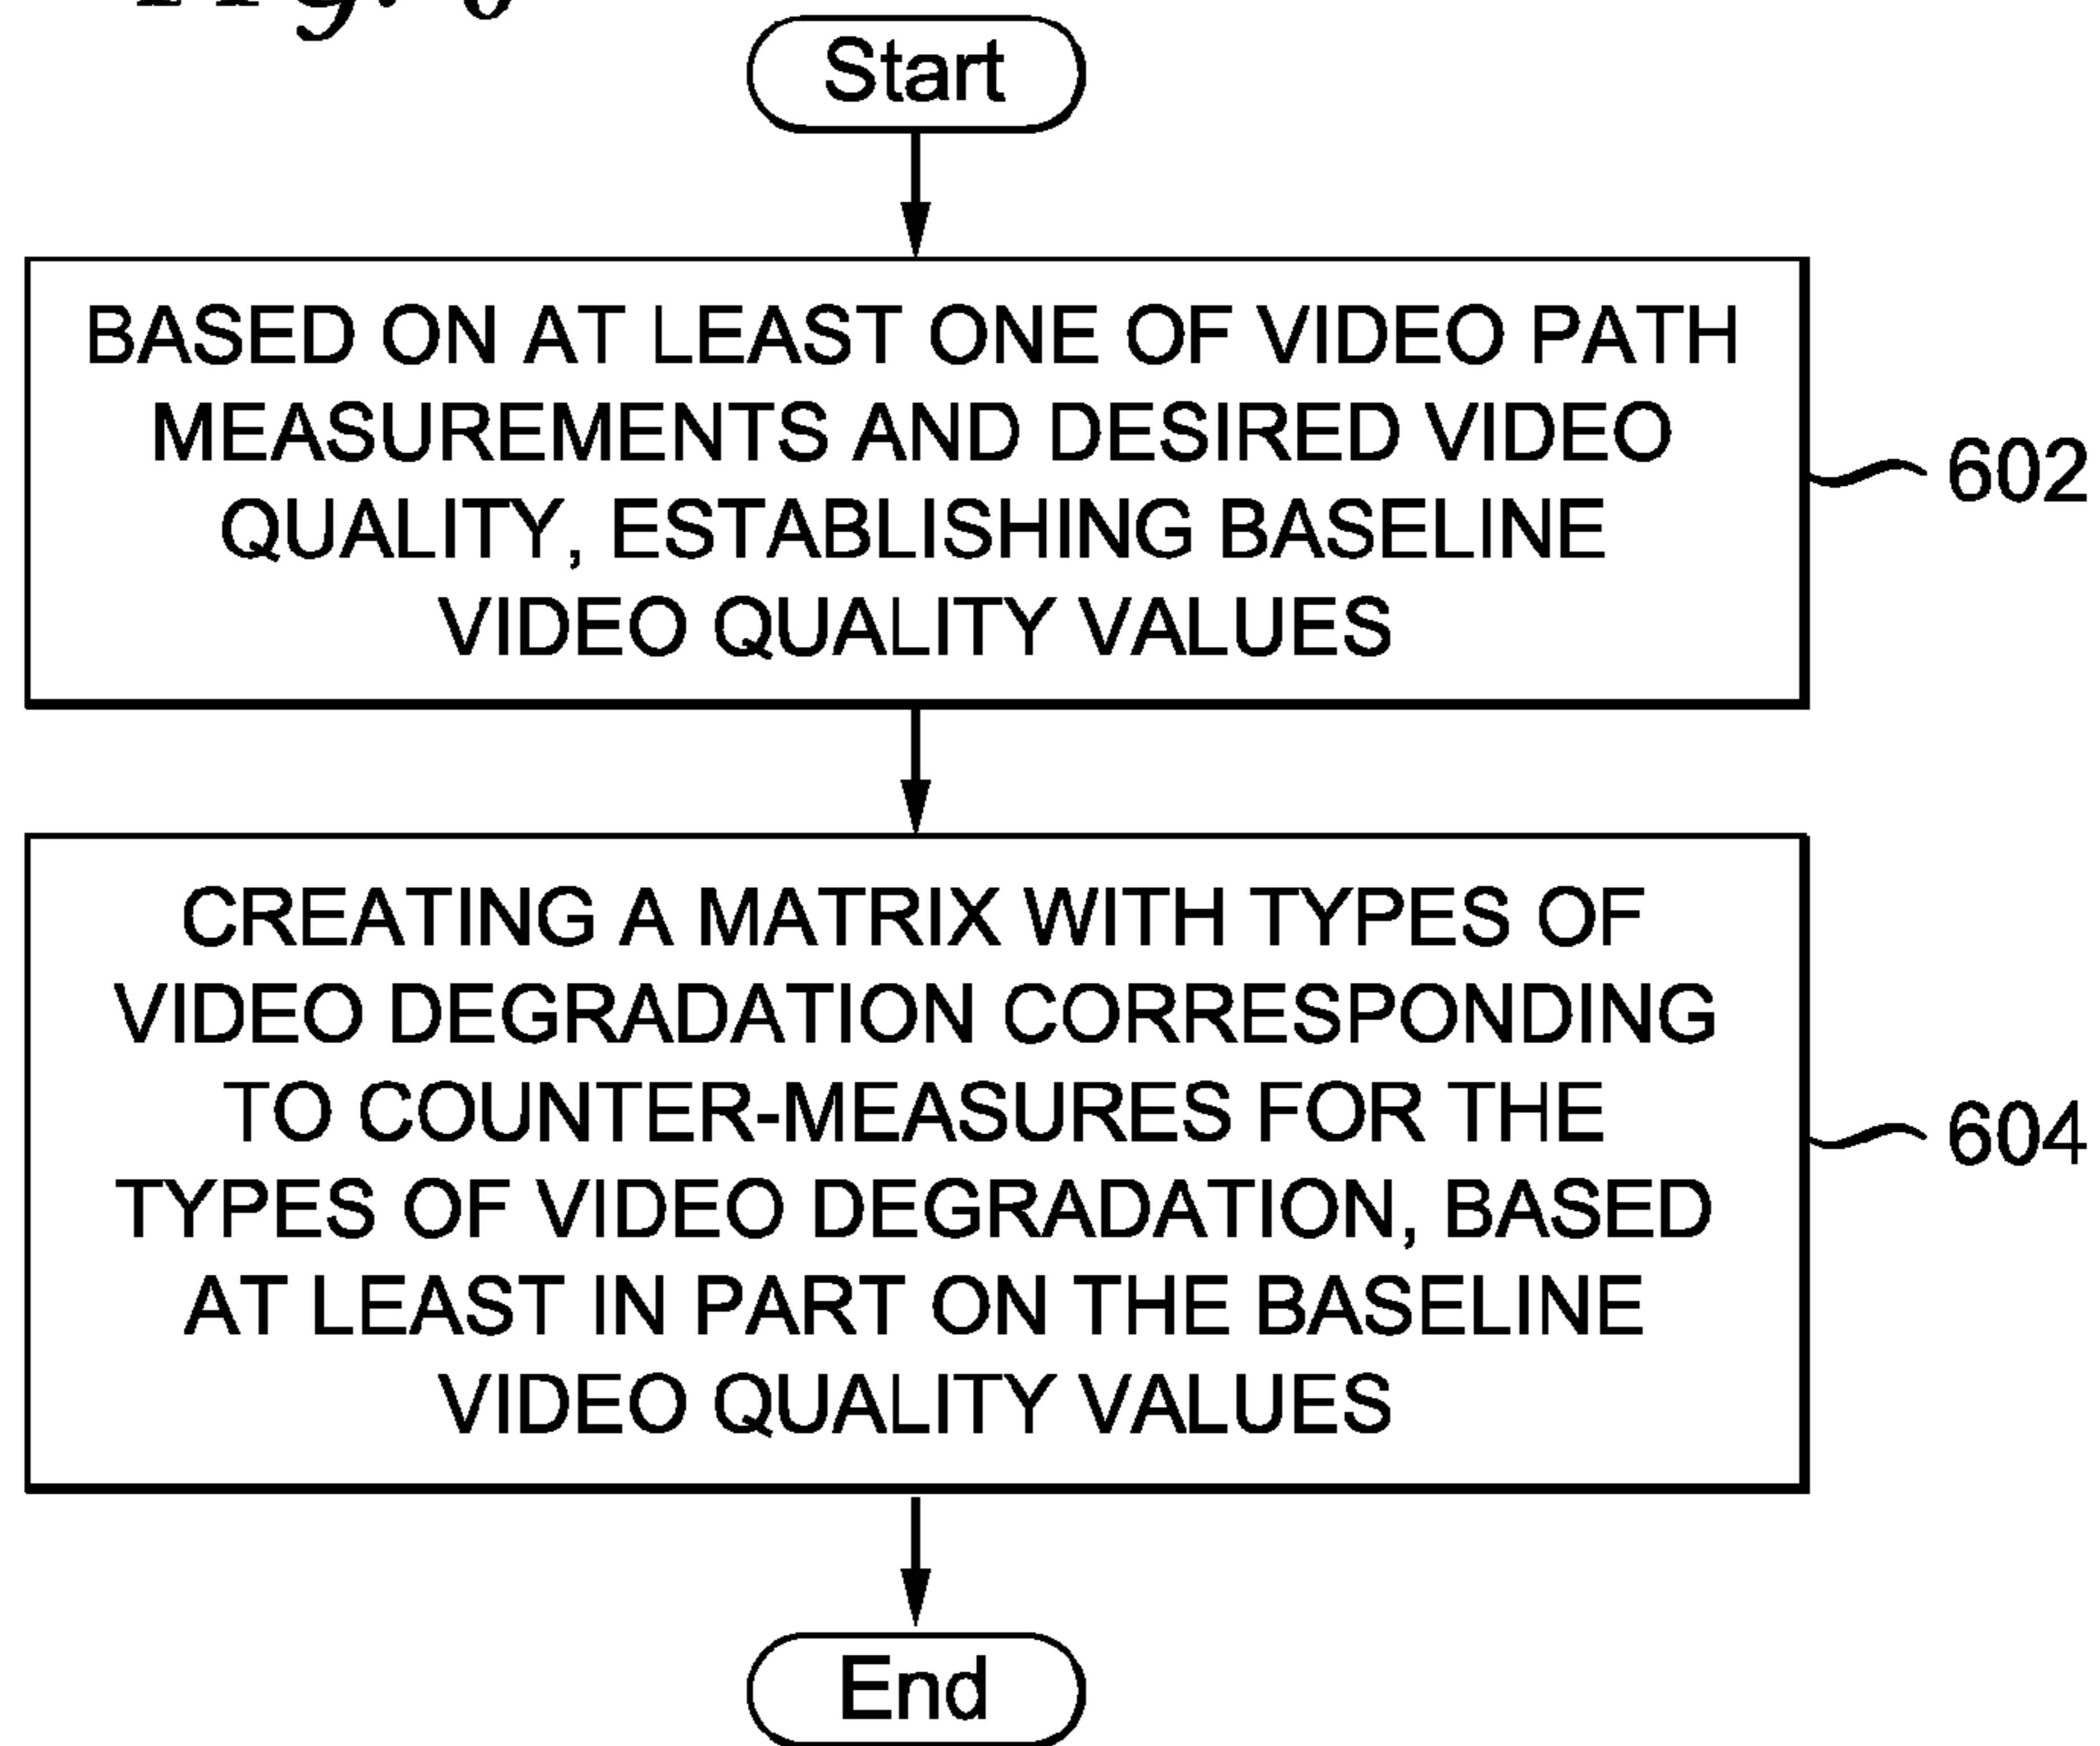 Start
BASED ON AT LEAST ONE OF VIDEO PATH
MEASUREMENTS AND DESIRED VIDEO
QUALITY, ESTABLISHING BASELINE
VIDEO QUALITY VALUES
602
CREATING A MATRIX WITH TYPES OF
VIDEO DEGRADATION CORRESPONDING
TO COUNTER-MEASURES FOR THE
TYPES OF VIDEO DEGRADATION, BASED
AT LEAST IN PART ON THE BASELINE
VIDEO QUALITY VALUES
604
End